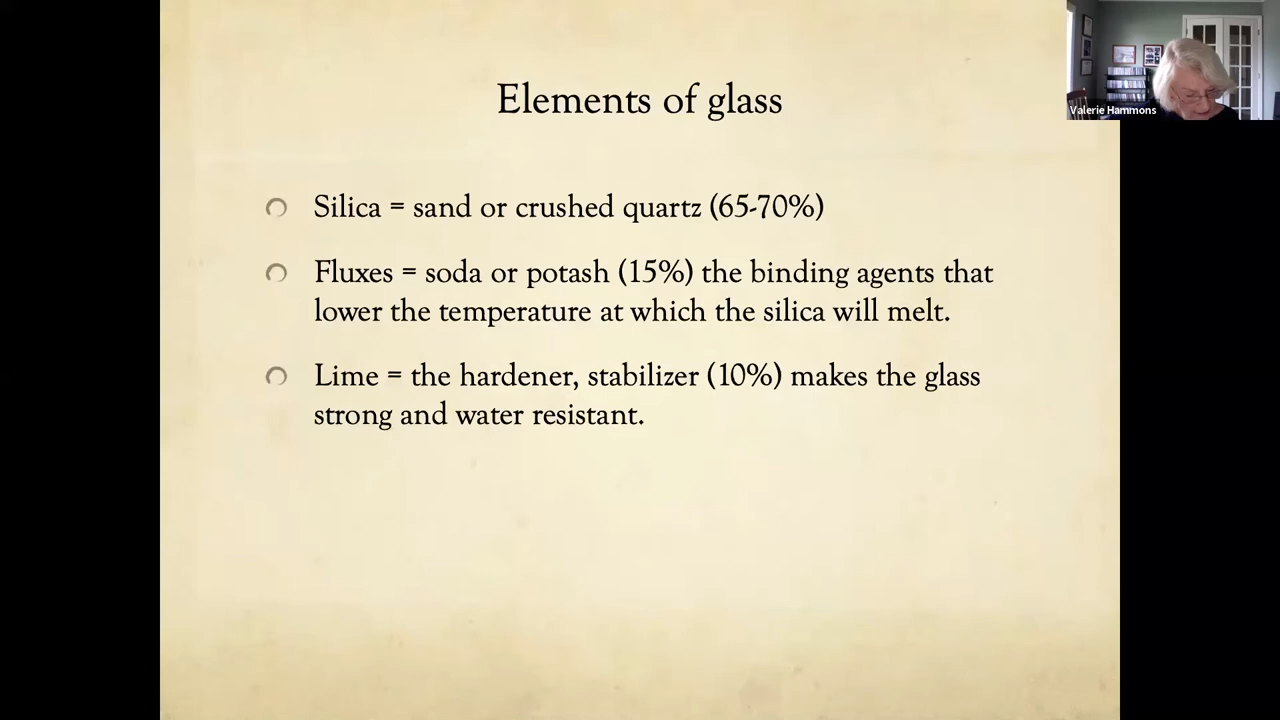 Elements of glass
Valerie Hammons
Silica = sand or crushed quartz (65-70%)
Fluxes = soda or potash (15%) the binding agents that
lower the temperature at which the silica will melt.
Lime = the hardener, stabilizer (10%) makes the glass
strong and water resistant.